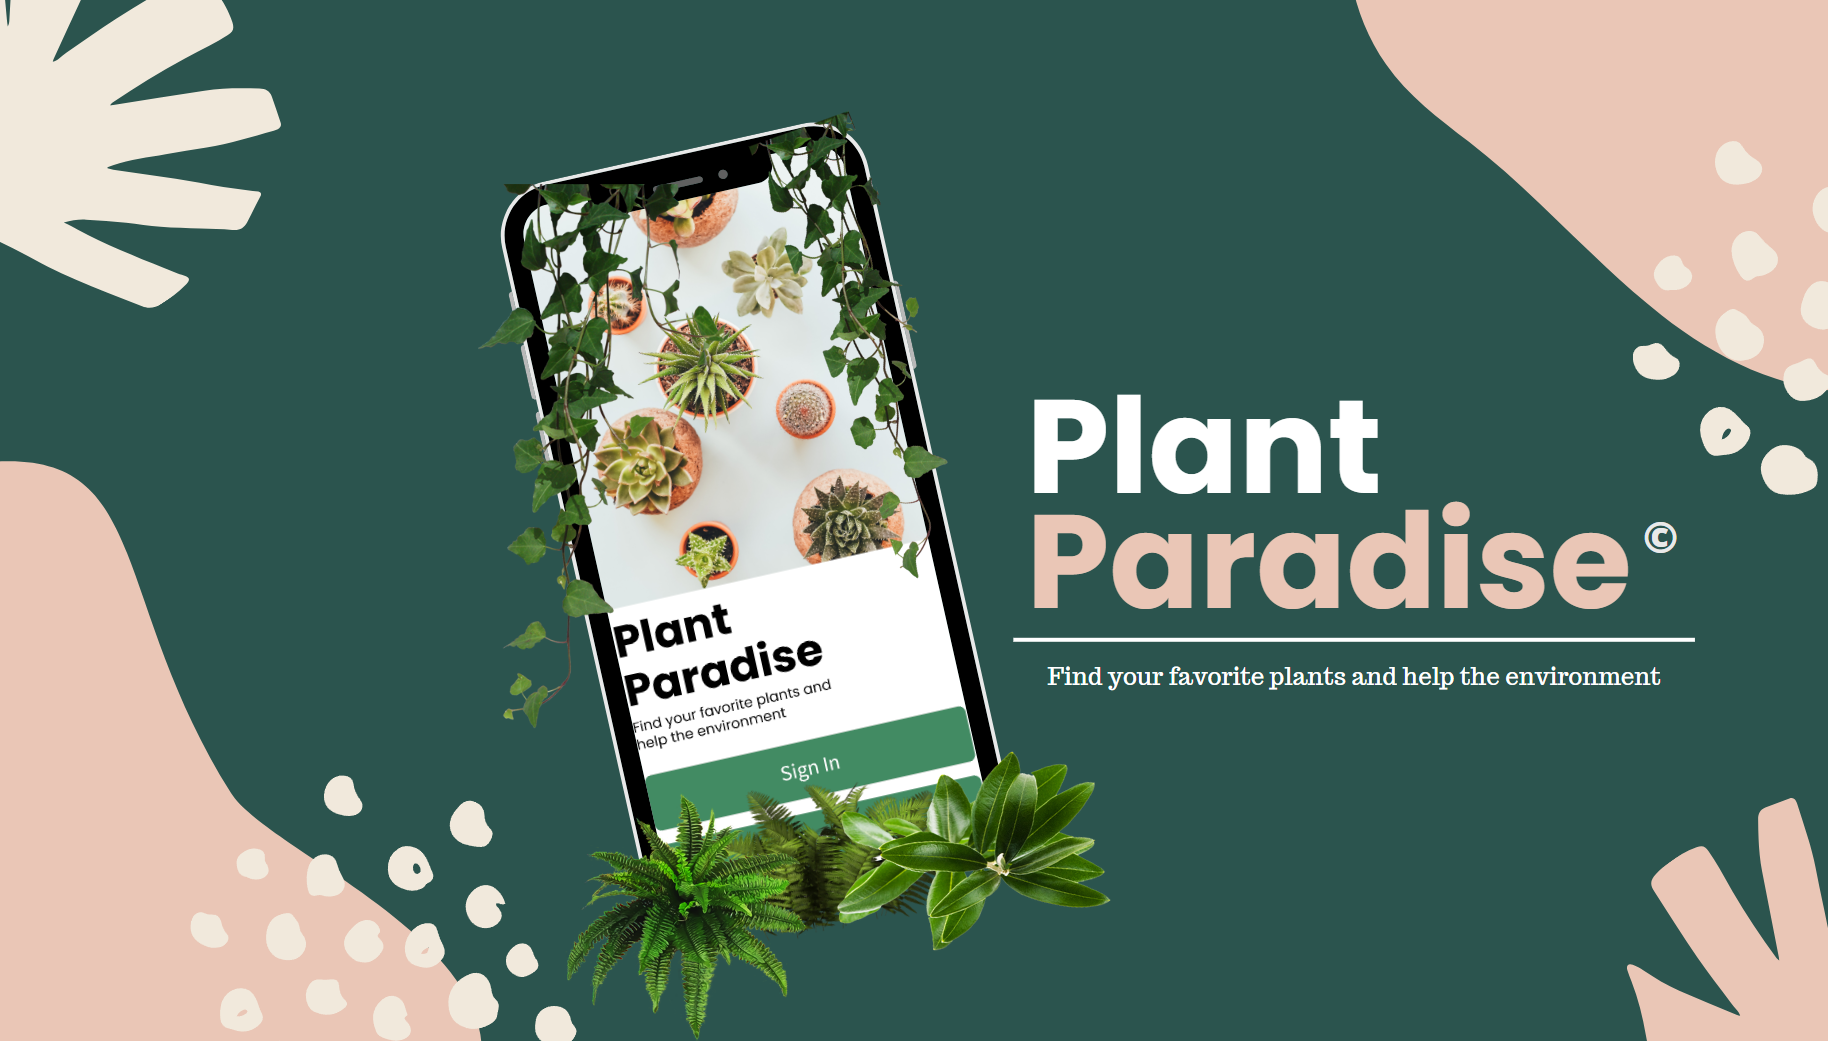 Plant
Paradise
Find your favorite plants and
help the environment
Sign In
Plant
Paradise ©
Find your favorite plants and help the environment